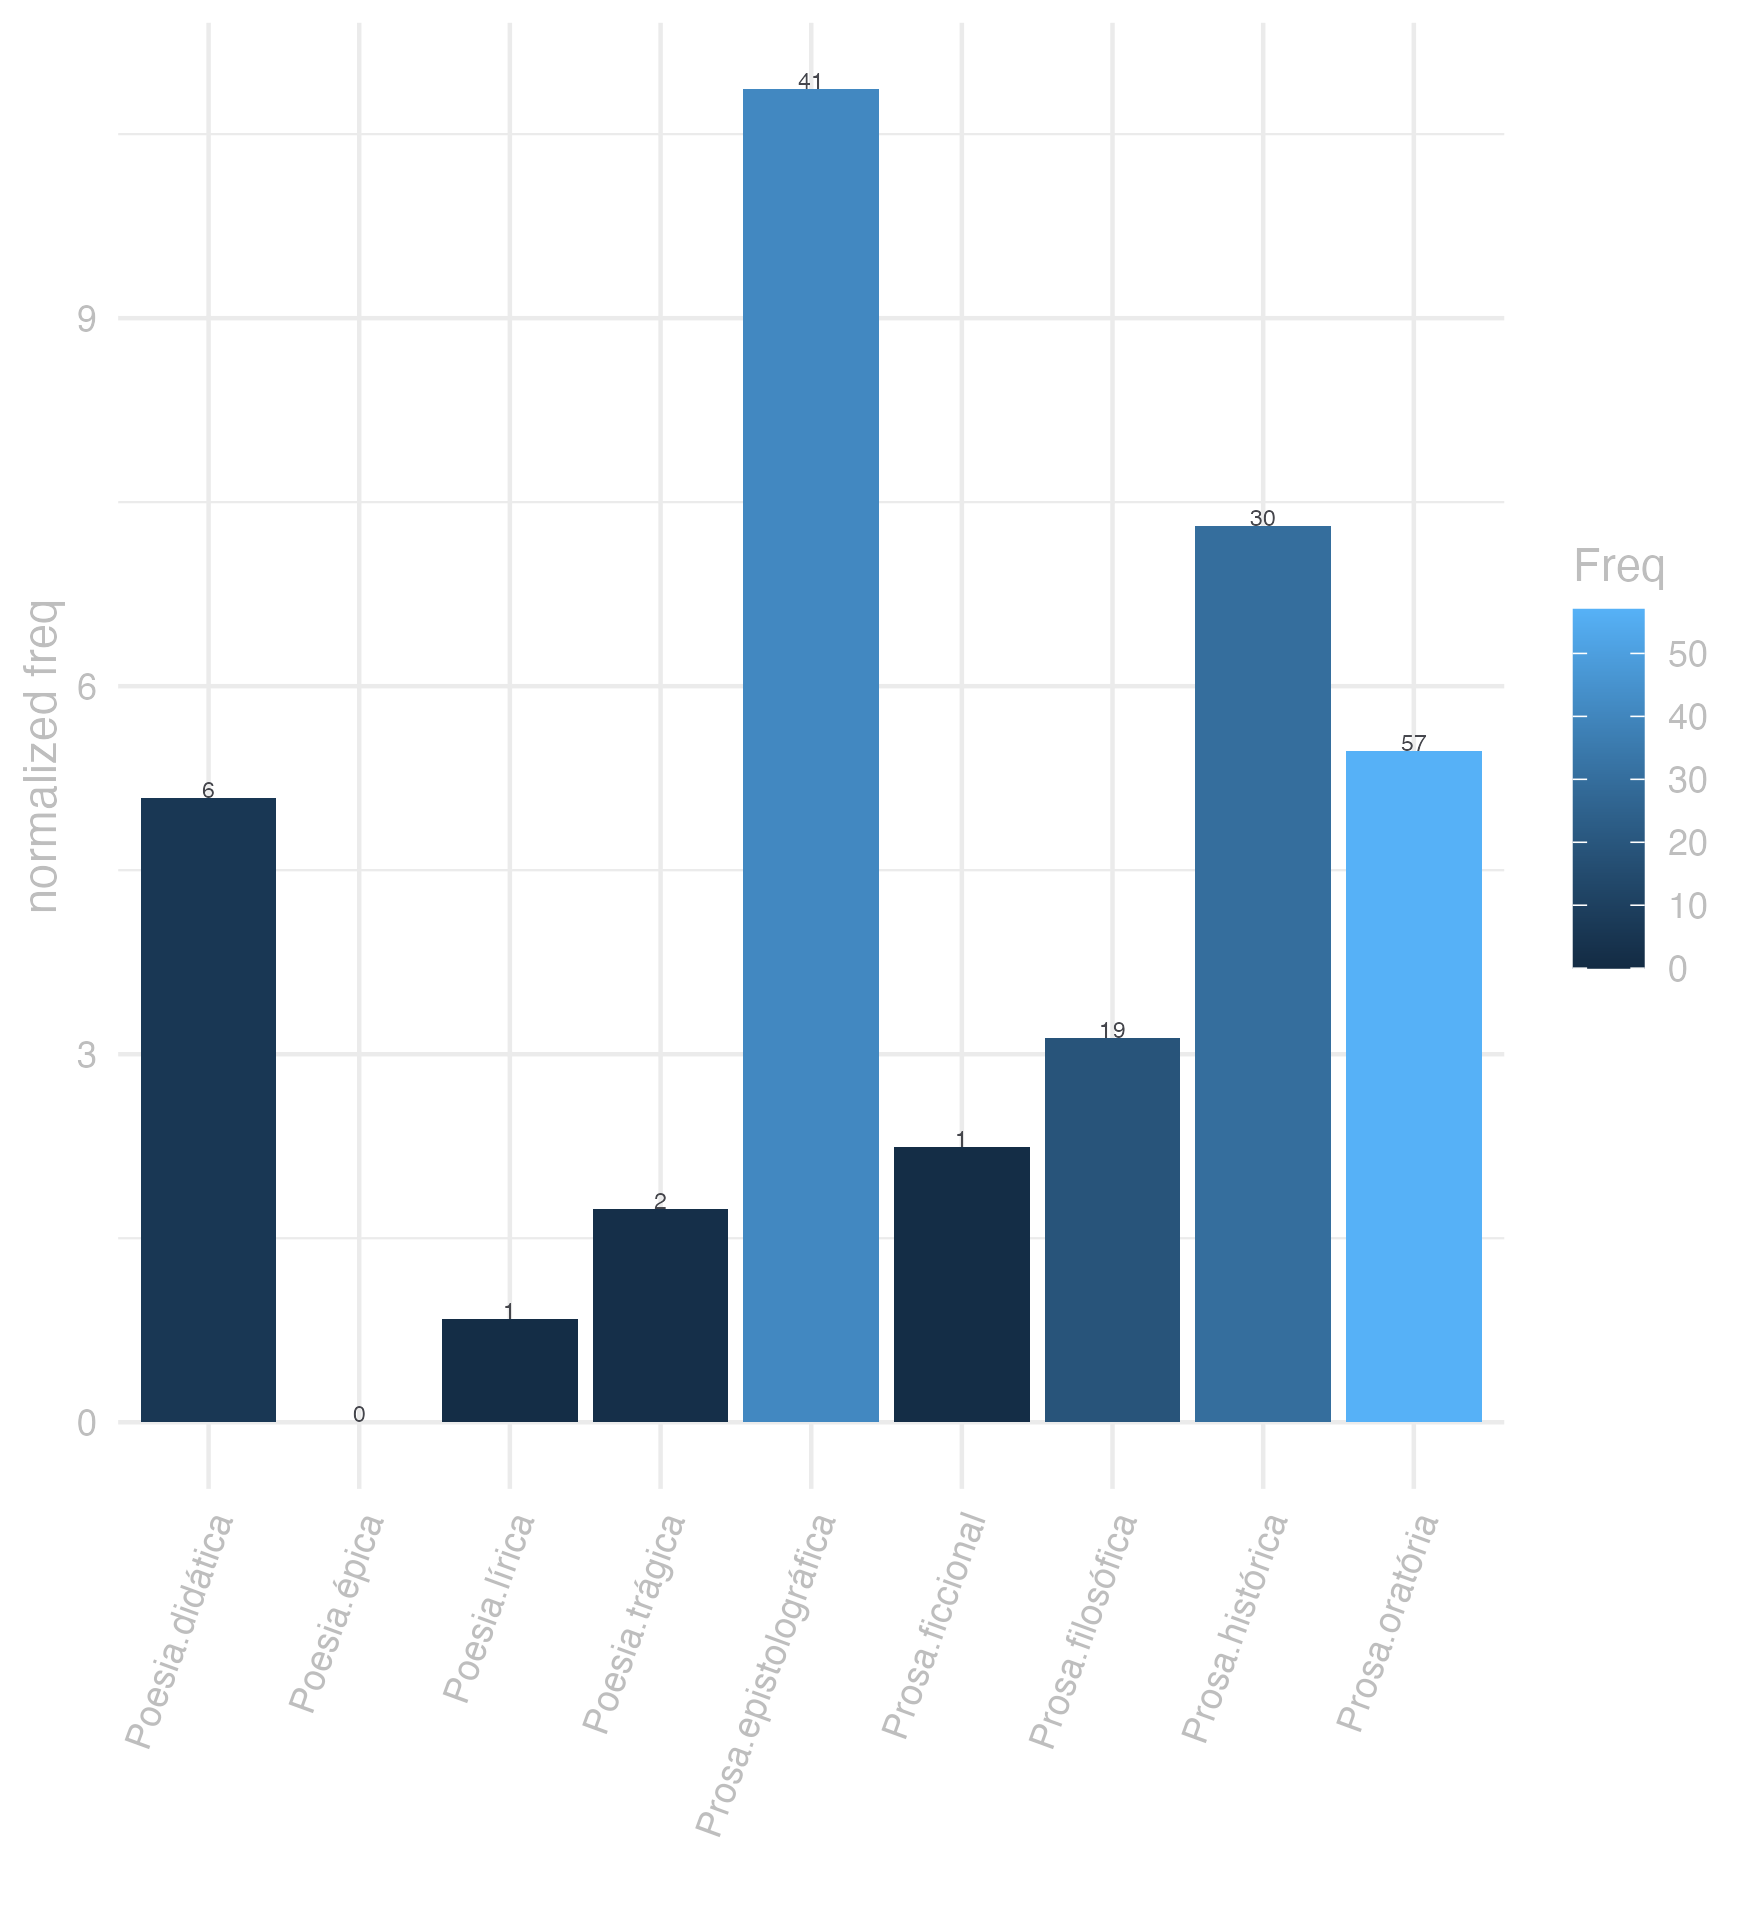 41
9
30
Freq
50
57
6
40
normalized freq
6
30
20
10
19
0
3
1
2
1
0
0
Poesia.didática
Poesia.épica
Poesia.lírica
Poesia.trágica
Prosa.epistolográfica
Prosa.ficcional
Prosa.filosófica
Prosa.histórica
Prosa.oratória